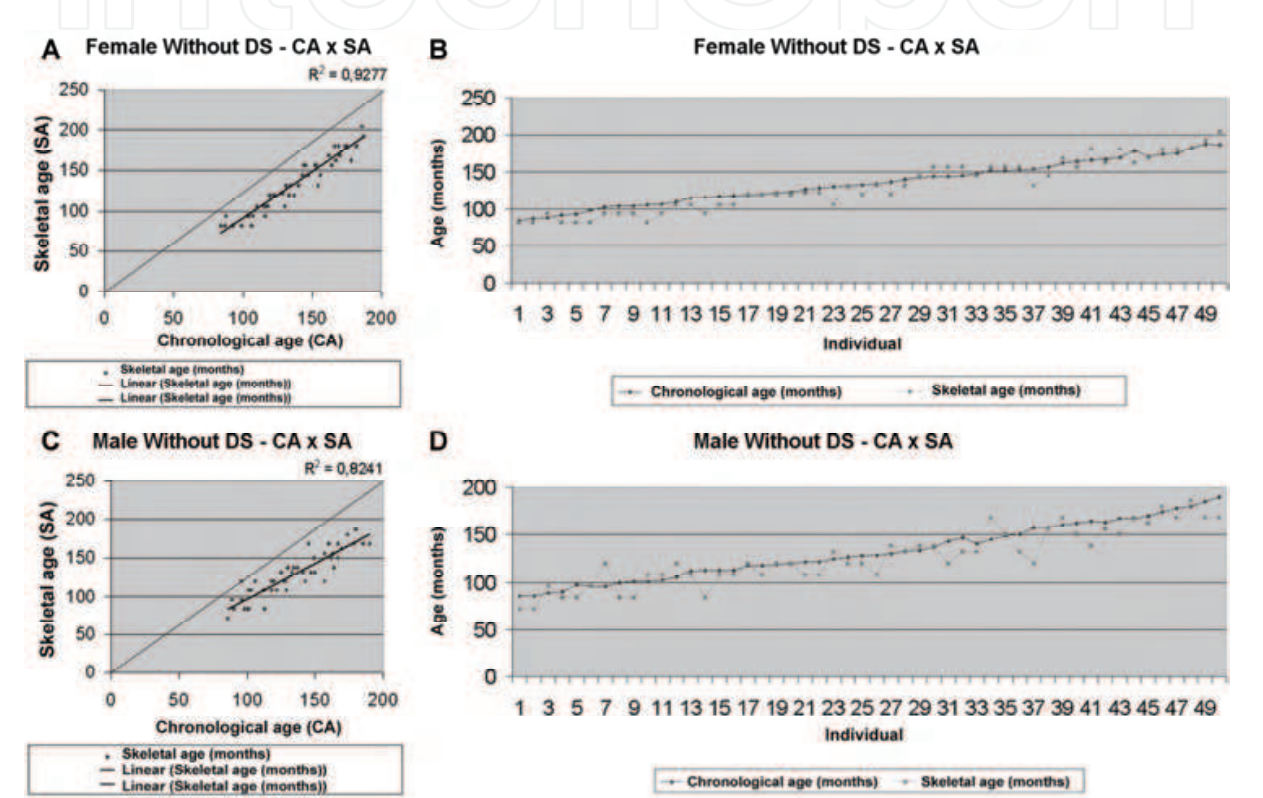 A Female Without DS - CA x SA
R² = 0,9277
Skeletal age (SA)
250
200
150
100
50
0
0 50 100 150 200
Chronological age (CA)
Skeletal age (months)
Linear (Skeletal age (months))
Linear (Skeletal age (months))
B Female Without DS - CA x SA
Age (months)
250
200
150
100
50
0
1 3 5 7 9 11 13 15 17 19 21 23 25 27 29 31 33 35 37 39 41 43 45 47 49
Individual
Chronological age (months) Skeletal age (months)
C Male Without DS - CA x SA
R² = 0,8241
Skeletal age (SA)
250
200
150
100
50
0
0 50 100 150 200
Chronological age (CA)
Skeletal age (months)
Linear (Skeletal age (months))
Linear (Skeletal age (months))
D Male Without DS - CA x SA
Age (months)
200
150
100
50
0
1 3 5 7 9 11 13 15 17 19 21 23 25 27 29 31 33 35 37 39 41 43 45 47 49
Individual
Chronological age (months) Skeletal age (months)